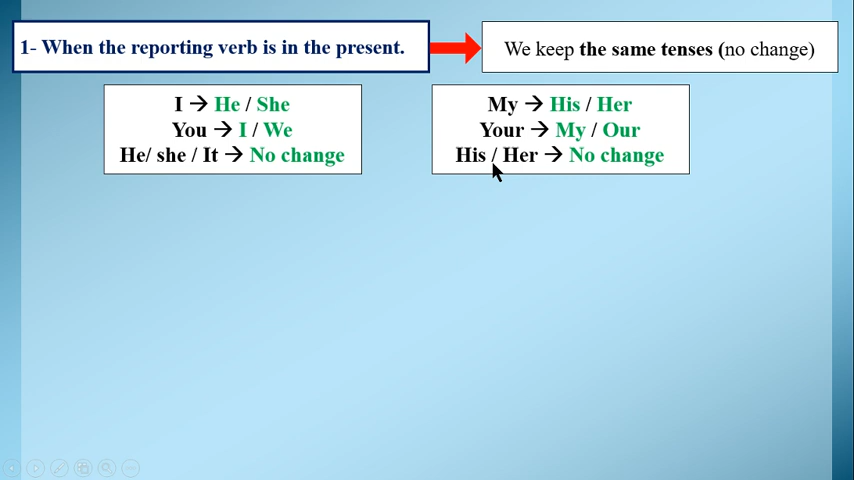 1- When the reporting verb is in the present.
We keep the same tenses (no change)
I → He / She
You → I / We
He/ she / It → No change
My → His / Her
Your → My / Our
His / Her → No change